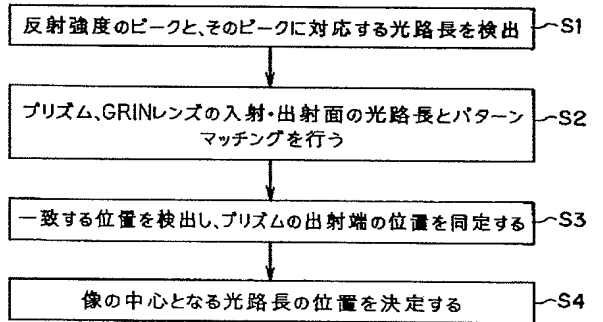 反射強度のピークと、そのピークに対応する光路長を検出
S1
プリズム、GRINレンズの入射・出射面の光路長とパターン
マッチングを行う
S2
一致する位置を検出し、プリズムの出射端の位置を同定する
S3
像の中心となる光路長の位置を決定する
S4